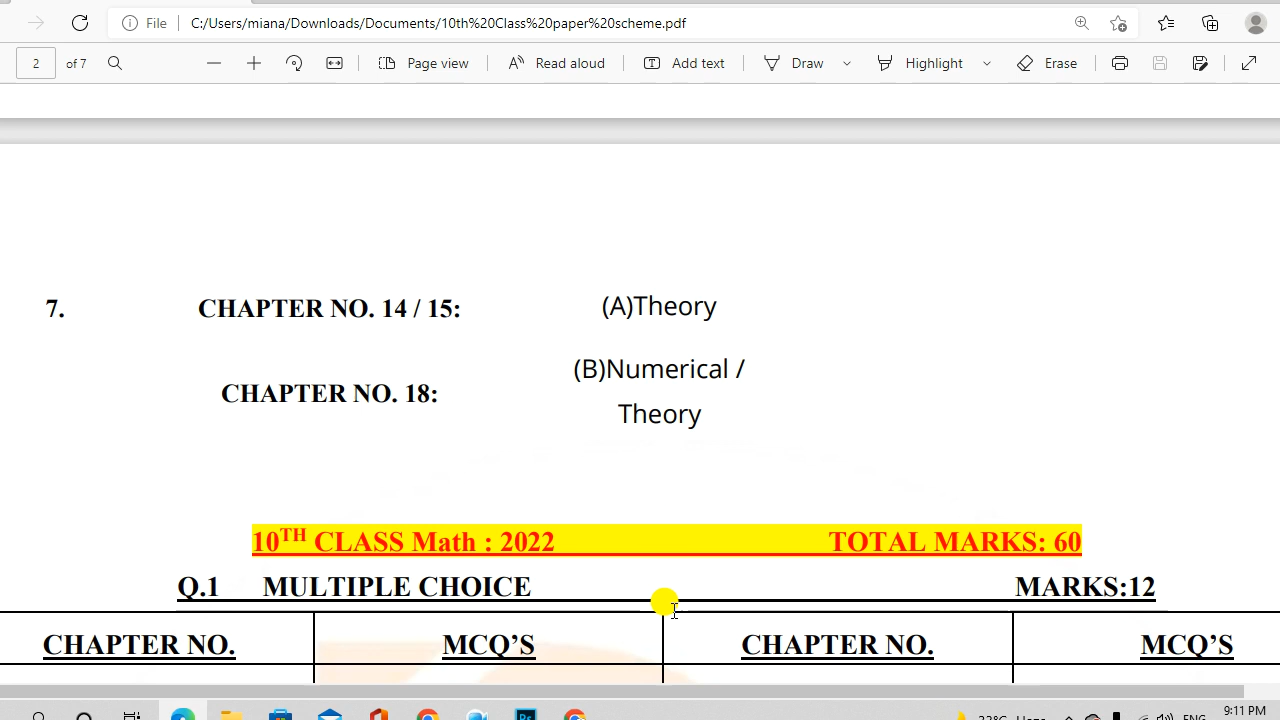 File C:/Users/miana/Downloads/Documents/10th%20Class%20paper%20scheme.pdf
2 of 7 Page view Read aloud Add text Draw Highlight Erase
7. CHAPTER NO. 14 / 15: (A)Theory
CHAPTER NO. 18: (B)Numerical /
Theory
10TH CLASS Math : 2022 TOTAL MARKS: 60
Q.1 MULTIPLE CHOICE MARKS:12
CHAPTER NO. MCQ’S CHAPTER NO. MCQ’S
ENG 9:11 PM